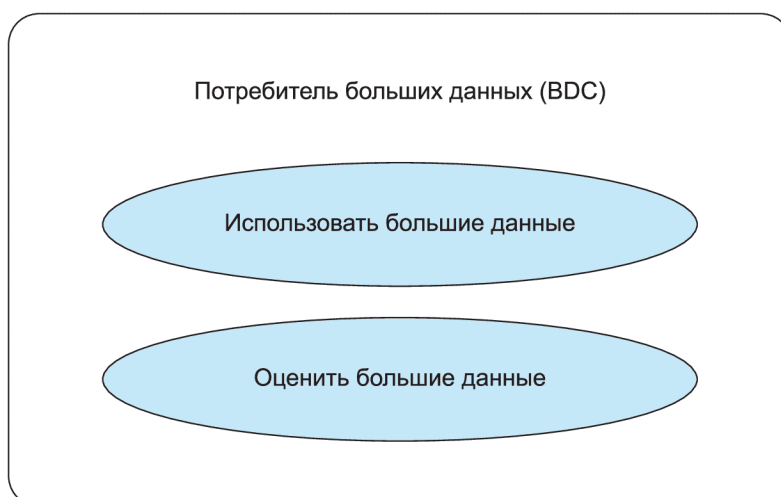 Потребитель больших данных (BDC)
Использовать большие данные
Оценить большие данные